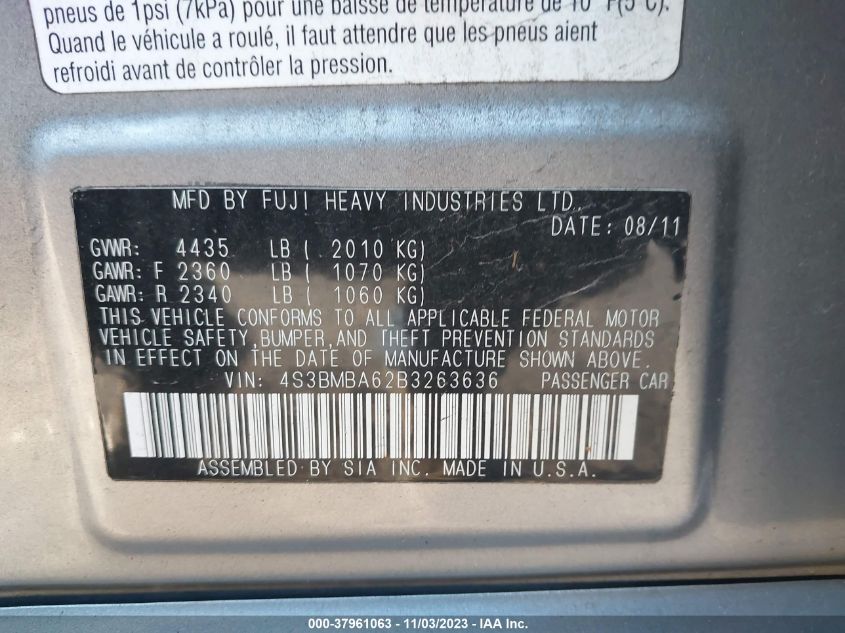 pneus de 1psi (7kPa) pour une baisse de température de 10°F(5°C).
Quand le véhicule a roulé, il faut attendre que les pneus aient
refroidi avant de contrôler la pression.
MFD BY FUJI HEAVY INDUSTRIES LTD.
DATE: 08/11
GVWR: 4435 LB ( 2010 KG)
GAWR: F 2360 LB ( 1070 KG)
GAWR: R 2340 LB ( 1060 KG)
THIS VEHICLE CONFORMS TO ALL APPLICABLE FEDERAL MOTOR
VEHICLE SAFETY,BUMPER,AND THEFT PREVENTION STANDARDS
IN EFFECT ON THE DATE OF MANUFACTURE SHOWN ABOVE.
VIN: 4S3BMBA62B3263636 PASSENGER CAR
ASSEMBLED BY SIA INC. MADE IN U.S.A.
000-37961063 - 11/03/2023 - IAA Inc.